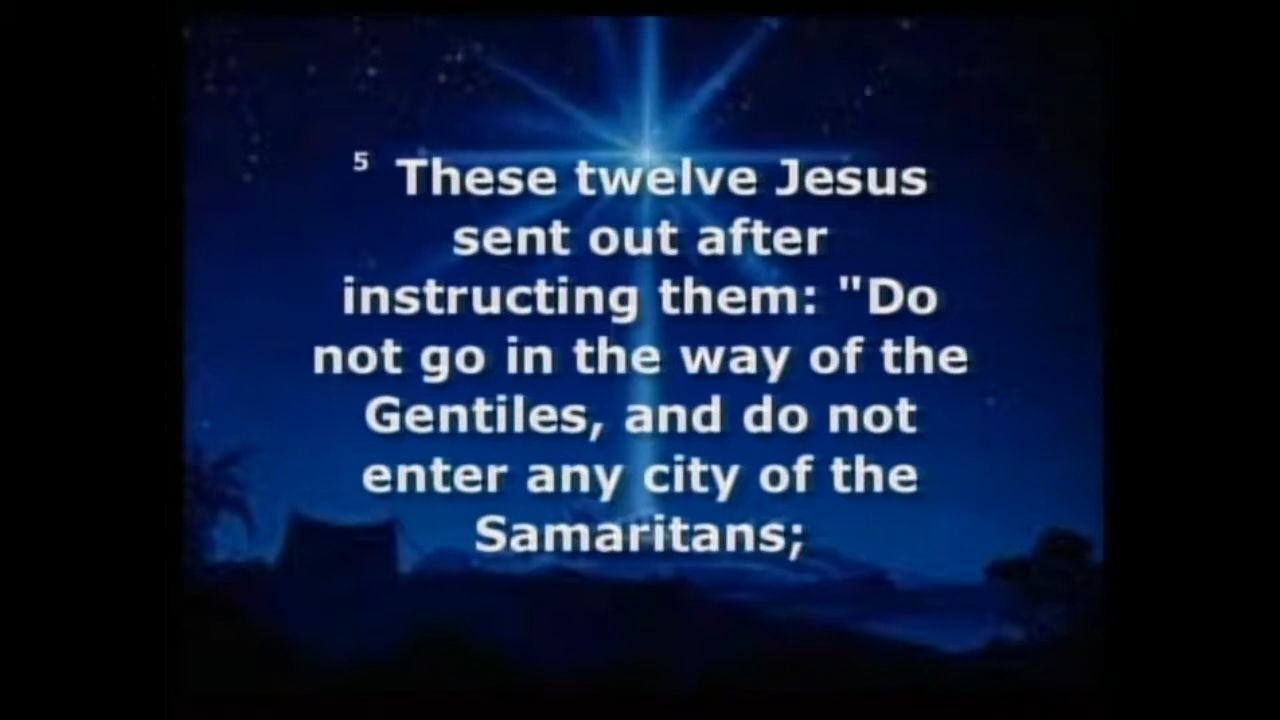 5 These twelve Jesus
sent out after
instructing them: "Do
not go in the way of the
Gentiles, and do not
enter any city of the
Samaritans;